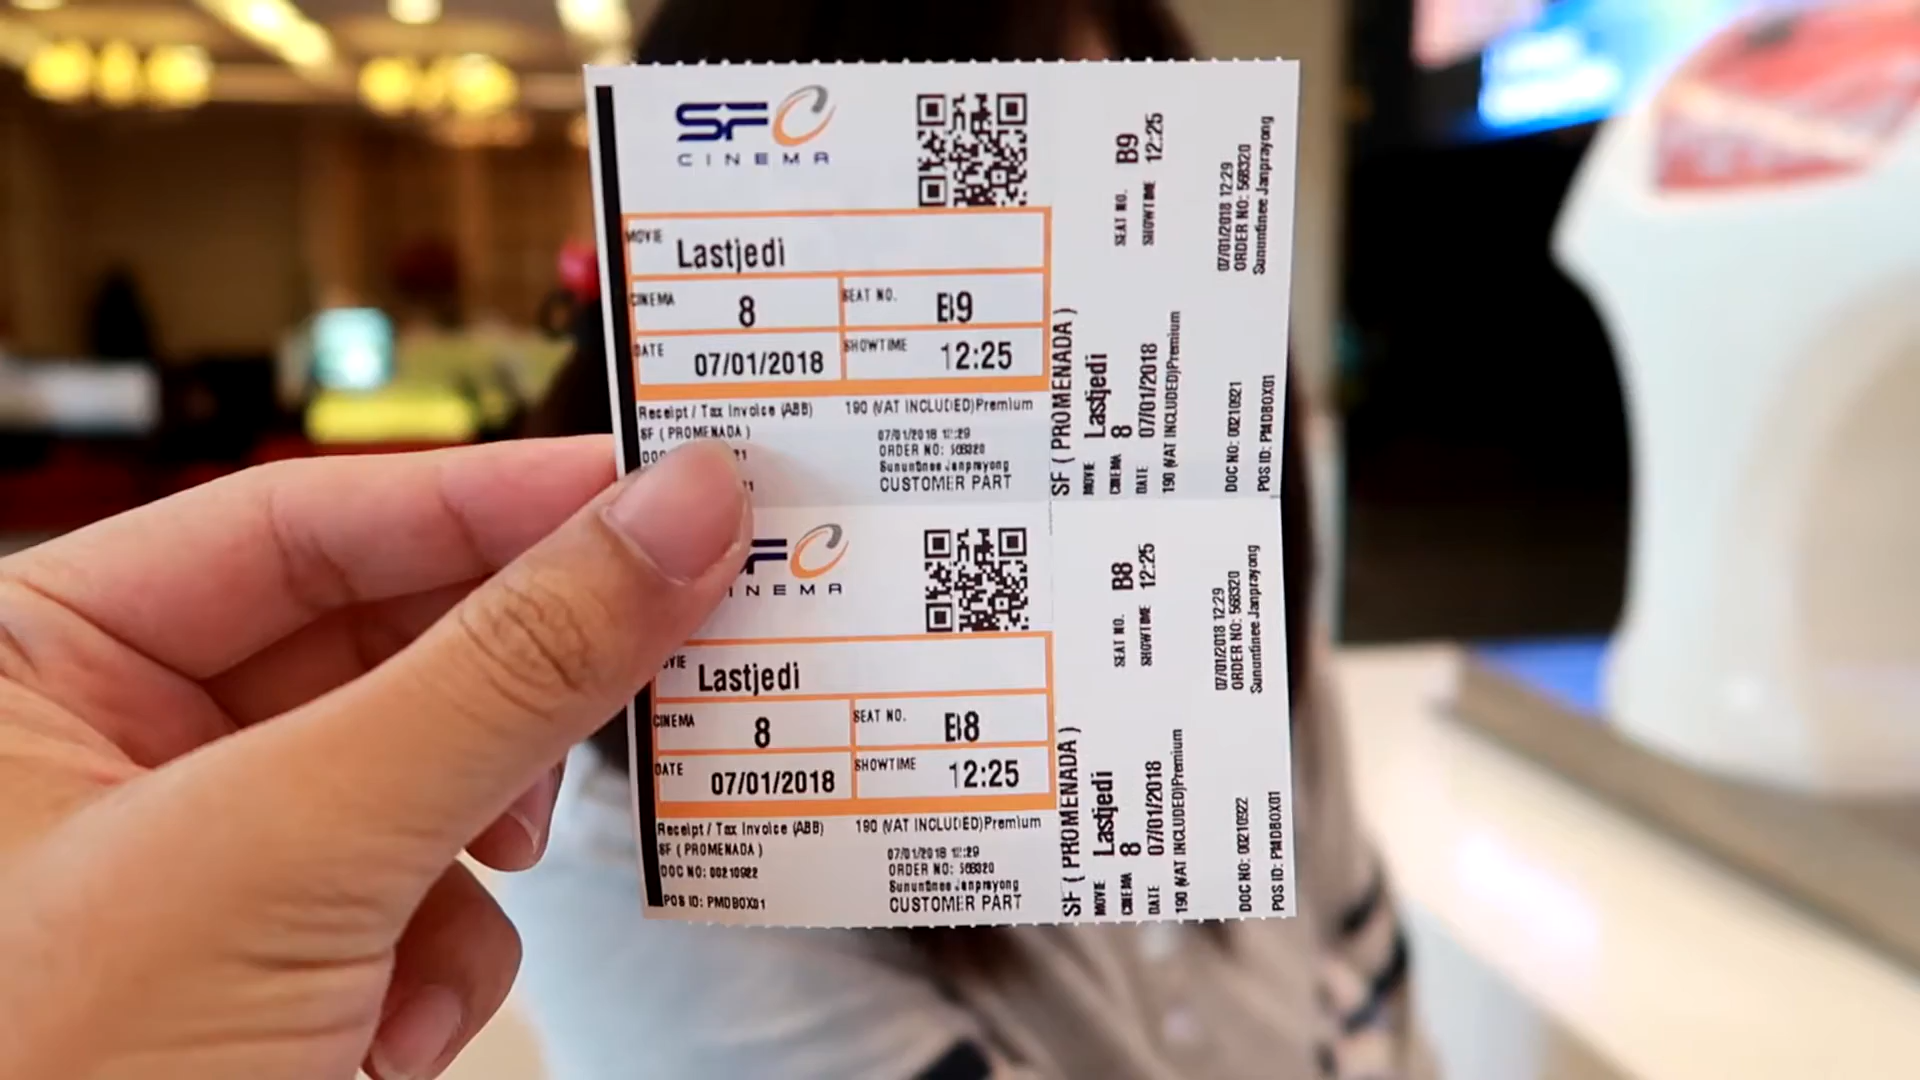 SF CINEMA
MOVIE Lastjedi
CINEMA 8 SEAT NO. B9
DATE 07/01/2018 SHOWTIME 12:25
Receipt / Tax Invoice (ABB) 190 (VAT INCLUDED)Premium
SF ( PROMENADA )
07/01/2018 12:29
ORDER NO: 568320
Sununtinee Janprayong
CUSTOMER PART
SF ( PROMENADA )
MOVIE Lastjedi
CINEMA 8 SEAT NO. B9
DATE 07/01/2018 SHOWTIME 12:25
190 (VAT INCLUDED)Premium
07/01/2018 12:29
DOC NO: 00210921 ORDER NO: 568320
POS ID: PMDBOX01 Sununtinee Janprayong
CINEMA
MOVIE Lastjedi
CINEMA 8 SEAT NO. B8
DATE 07/01/2018 SHOWTIME 12:25
Receipt / Tax Invoice (ABB) 190 (VAT INCLUDED)Premium
SF ( PROMENADA ) 07/01/2018 12:29
DOC NO: 00210922 ORDER NO: 568320
Sununtinee Janprayong
POS ID: PMDBOX01 CUSTOMER PART
SF ( PROMENADA )
MOVIE Lastjedi
CINEMA 8 SEAT NO. B8
DATE 07/01/2018 SHOWTIME 12:25
190 (VAT INCLUDED)Premium
07/01/2018 12:29
DOC NO: 00210922 ORDER NO: 568320
POS ID: PMDBOX01 Sununtinee Janprayong